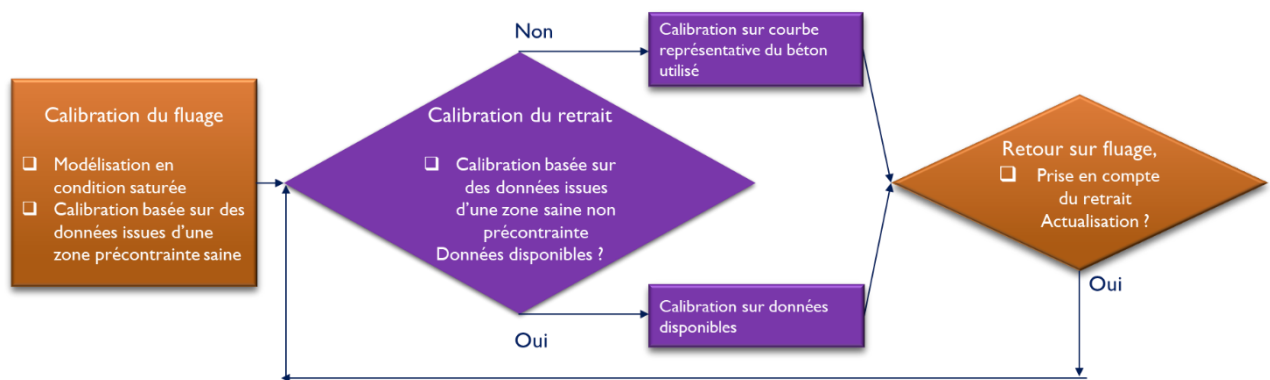 Calibration du fluage
❑ Modélisation en
condition saturée
❑ Calibration basée sur des
données issues d’une
zone précontrainte saine
Non
Calibration du retrait
❑ Calibration basée sur
des données issues
d’une zone saine non
précontrainte
Données disponibles ?
Oui
Calibration sur courbe
représentative du béton
utilisé
Calibration sur données
disponibles
Retour sur fluage,
❑ Prise en compte
du retrait
Actualisation ?
Oui